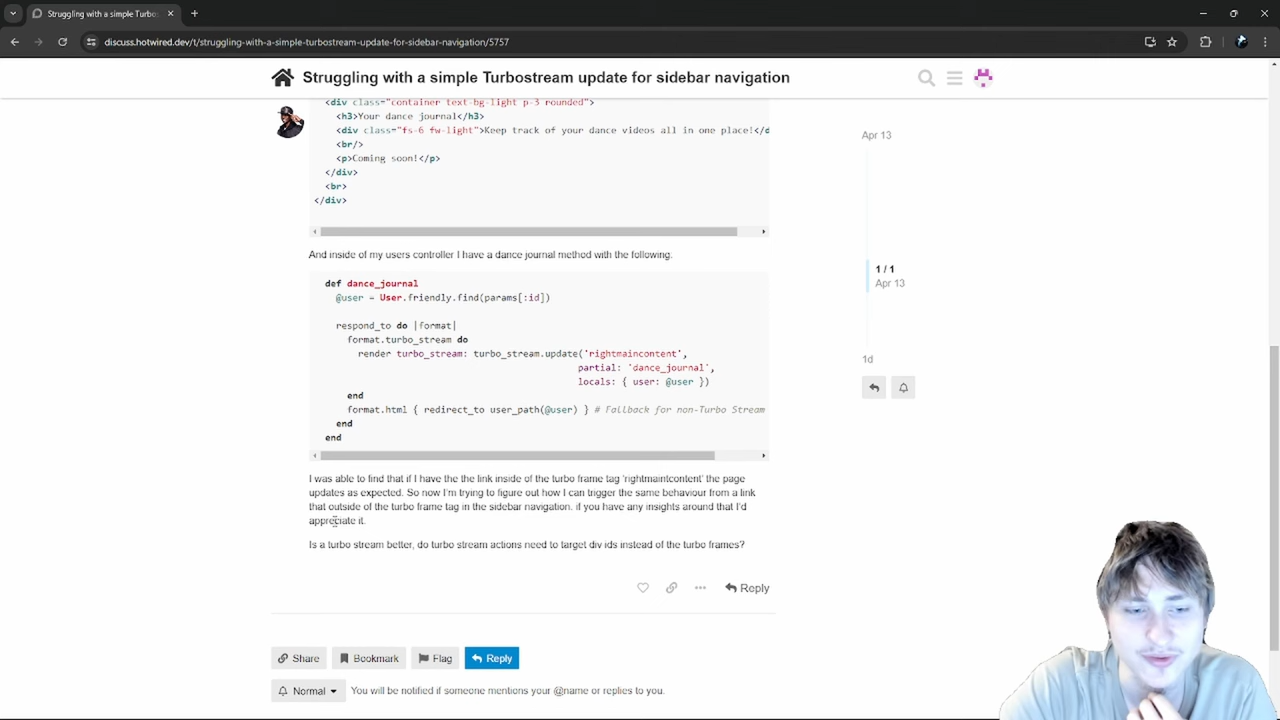 Struggling with a simple Turbos
discuss.hotwired.dev/t/struggling-with-a-simple-turbostream-update-for-sidebar-navigation/5757
Struggling with a simple Turbostream update for sidebar navigation
<div class="container text-bg-light p-3 rounded">
<h3>Your dance journal</h3>
<div class="fs-6 fw-light">Keep track of your dance videos all in one place!</d
<br/>
<p>Coming soon!</p>
</div>
<br>
</div>
And inside of my users controller I have a dance journal method with the following.
def dance_journal
@user = User.friendly.find(params[:id])
respond_to do |format|
format.turbo_stream do
render turbo_stream: turbo_stream.update('rightmaincontent',
partial: 'dance_journal',
locals: { user: @user })
end
format.html { redirect_to user_path(@user) } # Fallback for non-Turbo Stream
end
end
I was able to find that if I have the the link inside of the turbo frame tag 'rightmaincontent' the page
updates as expected. So now I'm trying to figure out how I can trigger the same behaviour from a link
that outside of the turbo frame tag in the sidebar navigation. if you have any insights around that I'd
appreciate it.
Is a turbo stream better, do turbo stream actions need to target div ids instead of the turbo frames?
Reply
Share
Bookmark
Flag
Reply
Normal
You will be notified if someone mentions your @name or replies to you.
Apr 13
1 / 1
Apr 13
1d